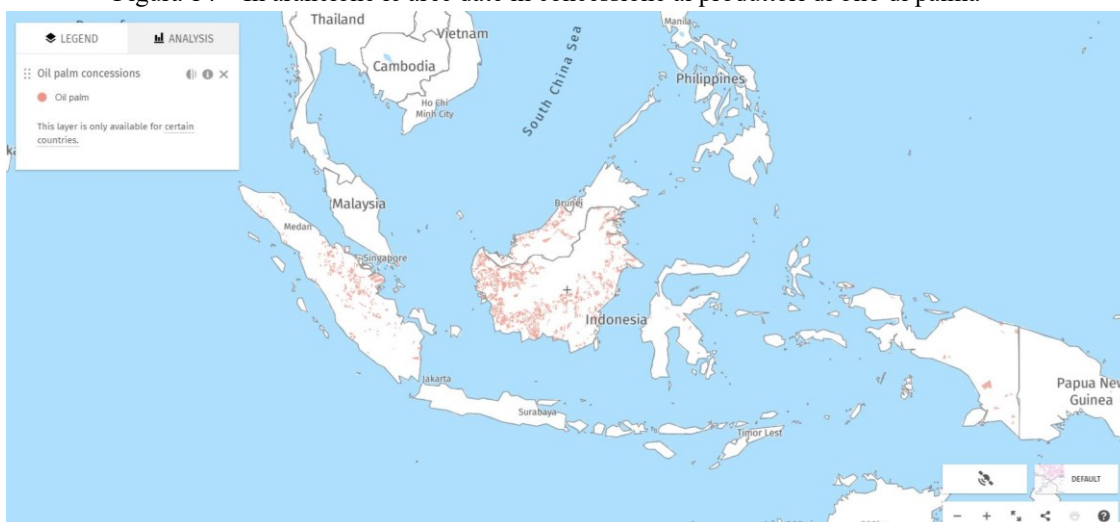 LEGEND
ANALYSIS
Oil palm concessions
Oil palm
This layer is only available for certain
countries.
Thailand
Vietnam
Cambodia
Ho Chi
Minh City
South China Sea
Manila
Philippines
Malaysia
Medan
Singapore
Brunei
Indonesia
Jakarta
Surabaya
Timor Lest
Papua New
Guinea
DEFAULT